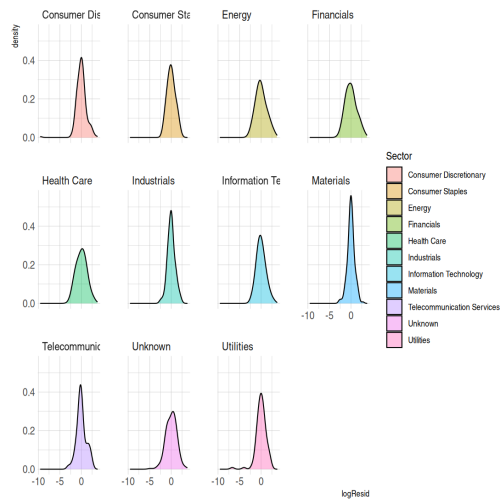 Consumer Dis
Consumer Sta
Energy
Financials
density
0.4
0.2
0.0
Health Care
Industrials
Information Te
Materials
0.4
0.2
0.0
-10 -5 0
Telecommunic
Unknown
Utilities
0.4
0.2
0.0
-10 -5 0
-10 -5 0
-10 -5 0
logResid
Sector
Consumer Discretionary
Consumer Staples
Energy
Financials
Health Care
Industrials
Information Technology
Materials
Telecommunication Services
Unknown
Utilities